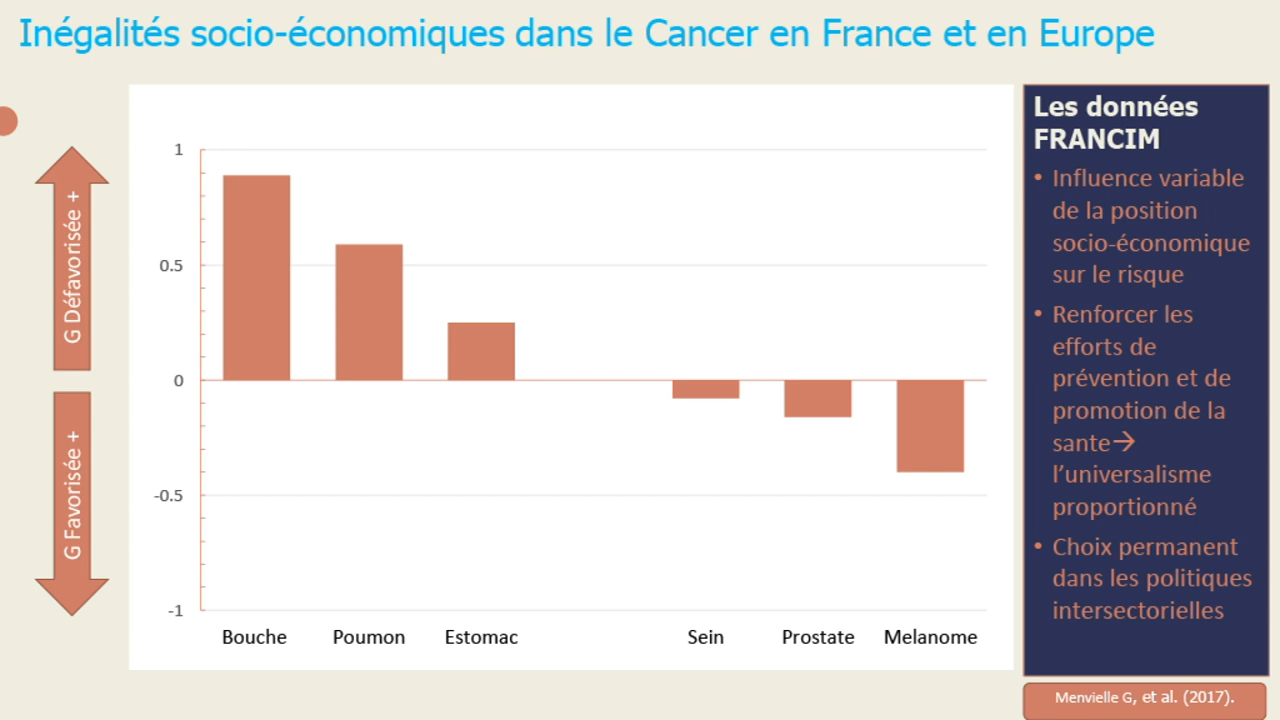 Inégalités socio-économiques dans le Cancer en France et en Europe
G Défavorisée +
G Favorisée +
1
0.5
0
-0.5
-1
Bouche Poumon Estomac Sein Prostate Melanome
Les données
FRANCIM
• Influence variable
de la position
socio-économique
sur le risque
• Renforcer les
efforts de
prévention et de
promotion de la
sante→
l’universalisme
proportionné
• Choix permanent
dans les politiques
intersectorielles
Menvielle G, et al. (2017).